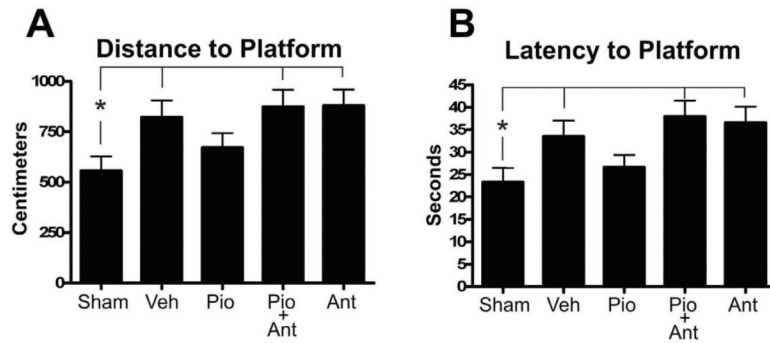 A
Distance to Platform
Centimeters
1000
750
500
250
0
*
Sham
Veh
Pio
Pio
+
Ant
Ant
B
Latency to Platform
Seconds
45
40
35
30
25
20
15
10
5
0
*
Sham
Veh
Pio
Pio
+
Ant
Ant